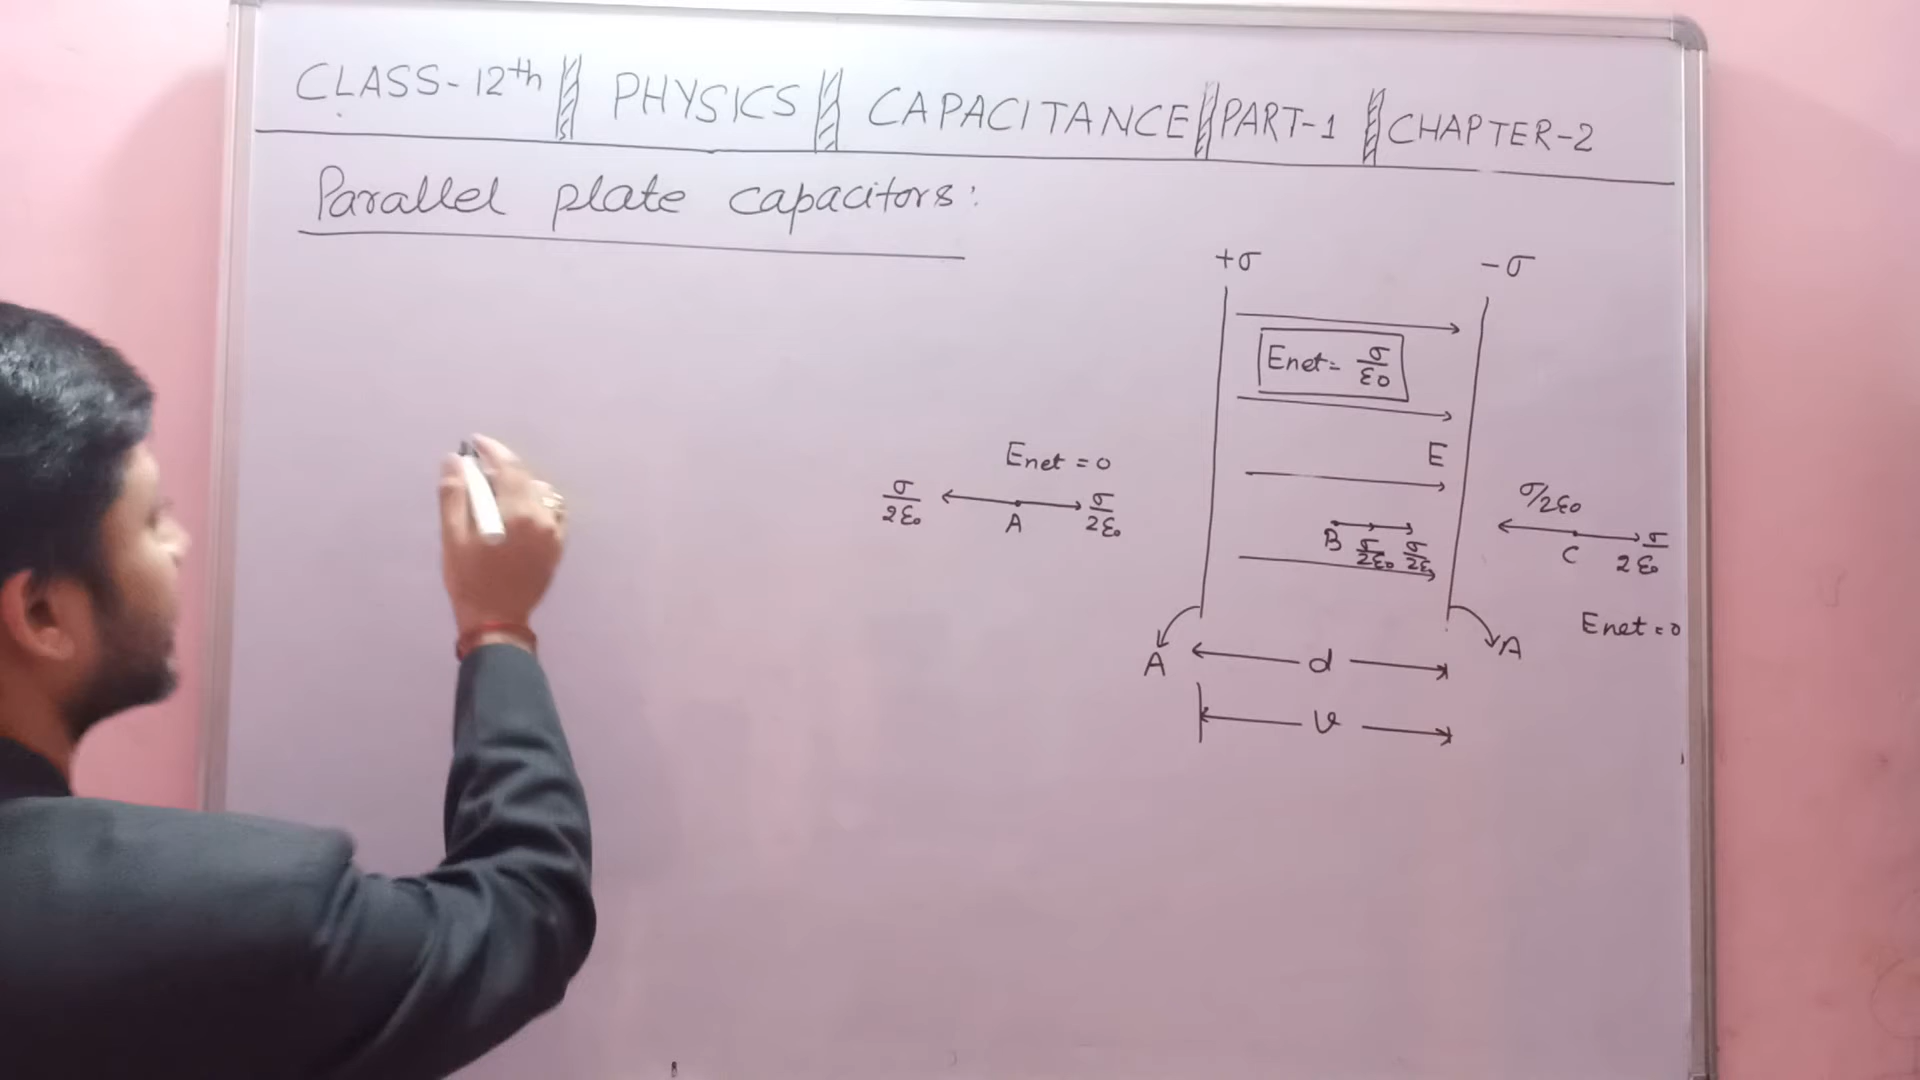 CLASS-12th PHYSICS CAPACITANCE PART-1 CHAPTER-2
Parallel plate capacitors:
+σ -σ
Enet = σ/ε0
E
Enet = 0
σ/2ε0 A σ/2ε0
B σ/2ε0 σ/2ε0
σ/2ε0 C σ/2ε0
Enet = 0
A d A
V